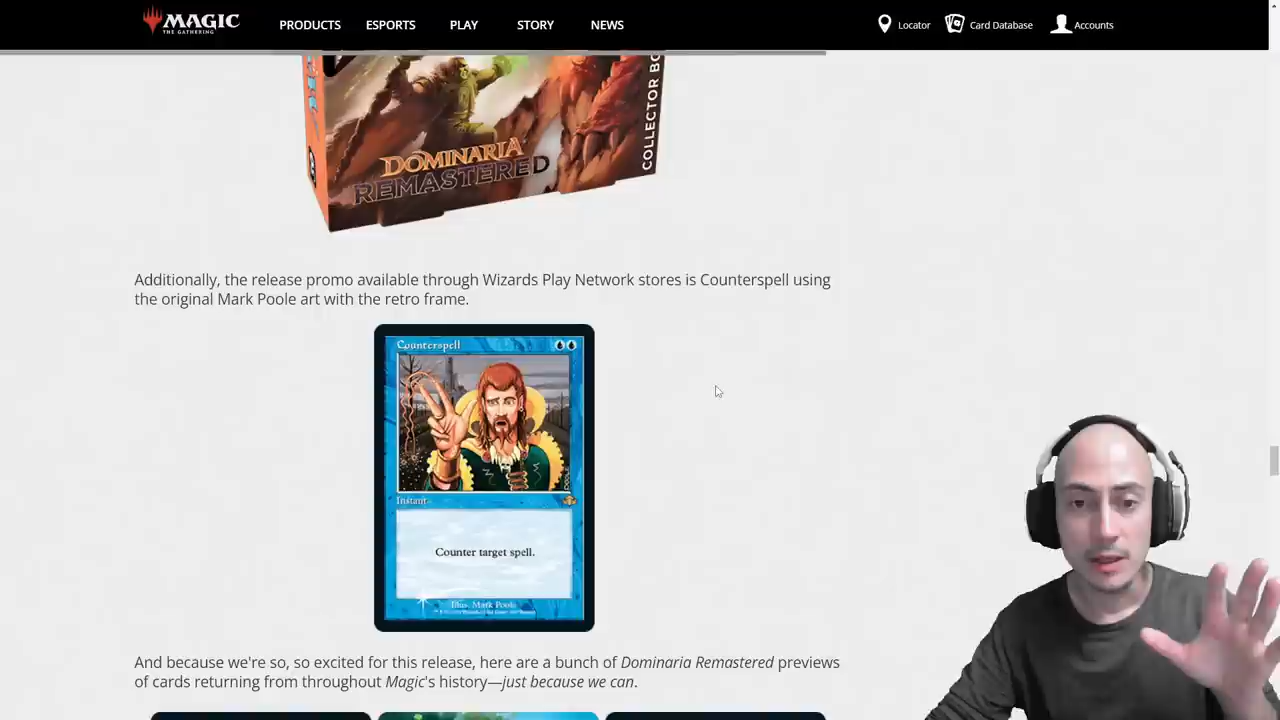 MAGIC
THE GATHERING
PRODUCTS
ESPORTS
PLAY
STORY
NEWS
Locator
Card Database
Accounts
COLLECTOR BO
DOMINARIA
REMASTERED
Additionally, the release promo available through Wizards Play Network stores is Counterspell using
the original Mark Poole art with the retro frame.
Counterspell
Instant
Counter target spell.
Illus. Mark Poole
And because we're so, so excited for this release, here are a bunch of Dominaria Remastered previews
of cards returning from throughout Magic's history—just because we can.